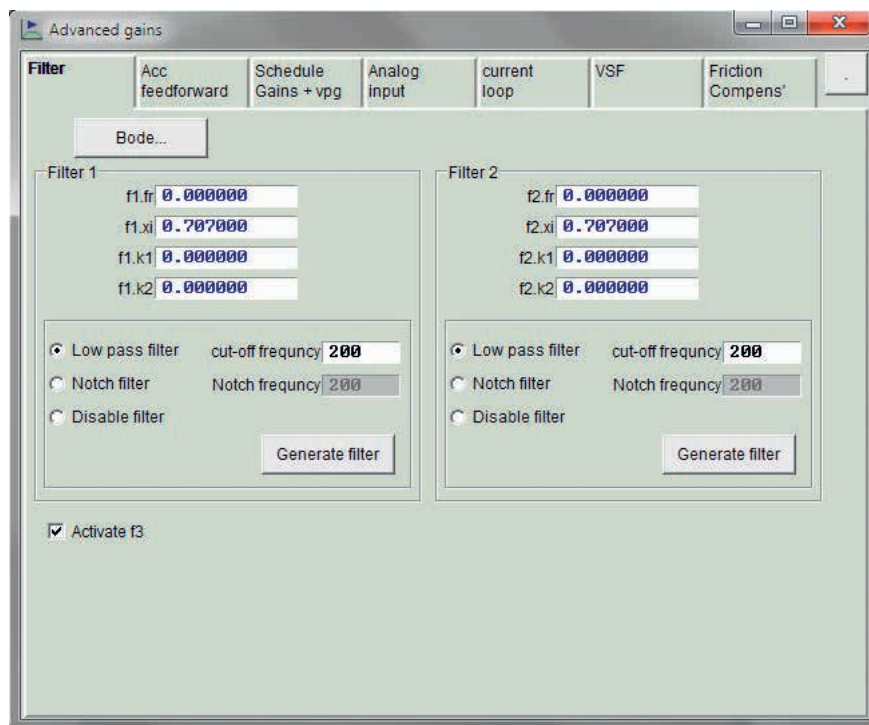 Advanced gains
Filter
Acc
feedforward
Schedule
Gains + vpg
Analog
input
current
loop
VSF
Friction
Compens'
.
Bode...
Filter 1
f1.fr 0.000000
f1.xi 0.707000
f1.k1 0.000000
f1.k2 0.000000
Low pass filter cut-off frequncy 200
Notch filter Notch frequncy 200
Disable filter
Generate filter
Filter 2
f2.fr 0.000000
f2.xi 0.707000
f2.k1 0.000000
f2.k2 0.000000
Low pass filter cut-off frequncy 200
Notch filter Notch frequncy 200
Disable filter
Generate filter
Activate f3